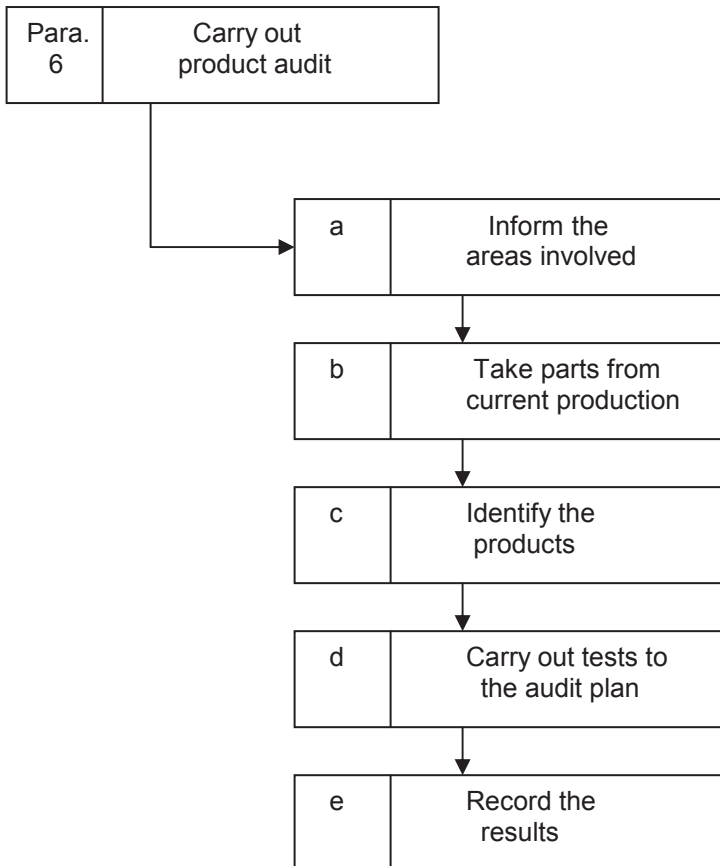 Para.
6
Carry out
product audit
a
Inform the
areas involved
b
Take parts from
current production
c
Identify the
products
d
Carry out tests to
the audit plan
e
Record the
results